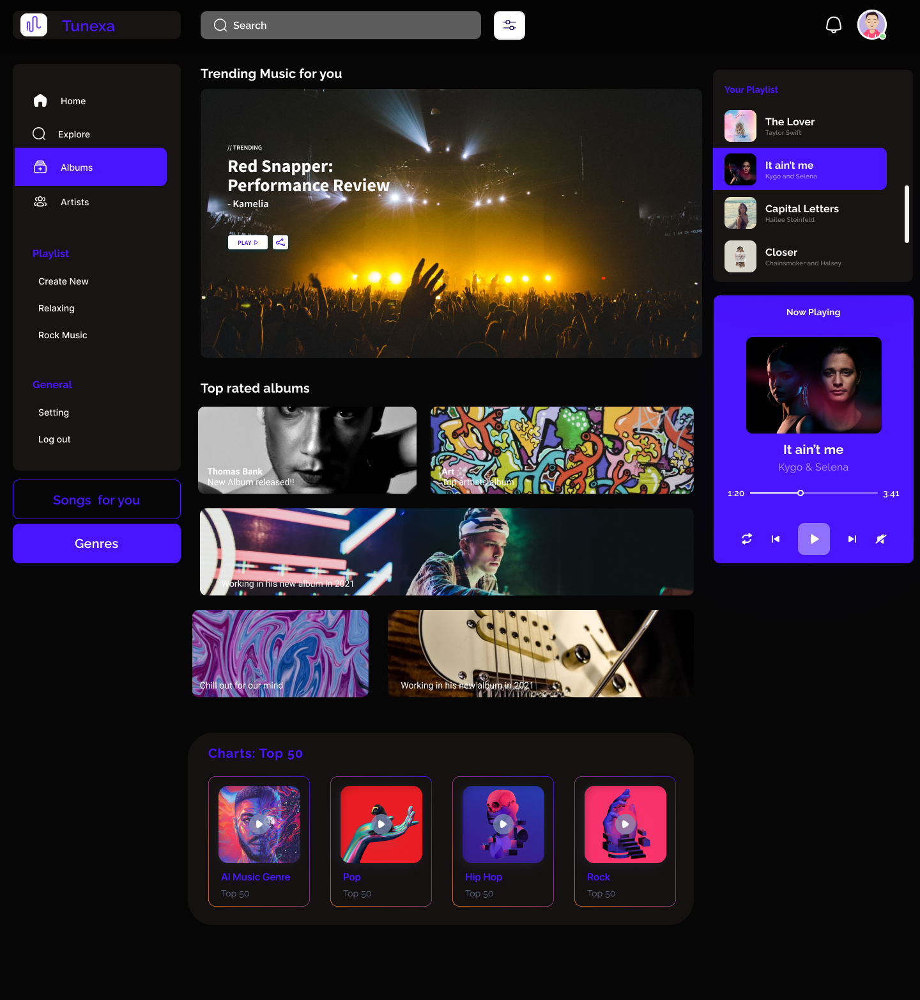 Tunexa
Search
Home
Explore
Albums
Artists
Playlist
Create New
Relaxing
Rock Music
General
Setting
Log out
Songs for you
Genres
Trending Music for you
// TRENDING
Red Snapper:
Performance Review
- Kamelia
PLAY
ALL I AM IS YOURS
Top rated albums
Thomas Bank
New Album released!!
Art
Top arttists album
Working in his new album in 2021
Chill out for our mind
Working in his new album in 2021
Charts: Top 50
AI Music Genre
Top 50
Pop
Top 50
Hip Hop
Top 50
Rock
Top 50
Your Playlist
The Lover
Taylor Swift
It ain't me
Kygo and Selena
Capital Letters
Hailee Steinfeld
Closer
Chainsmoker and Halsey
Now Playing
It ain't me
Kygo & Selena
1:20
3:41